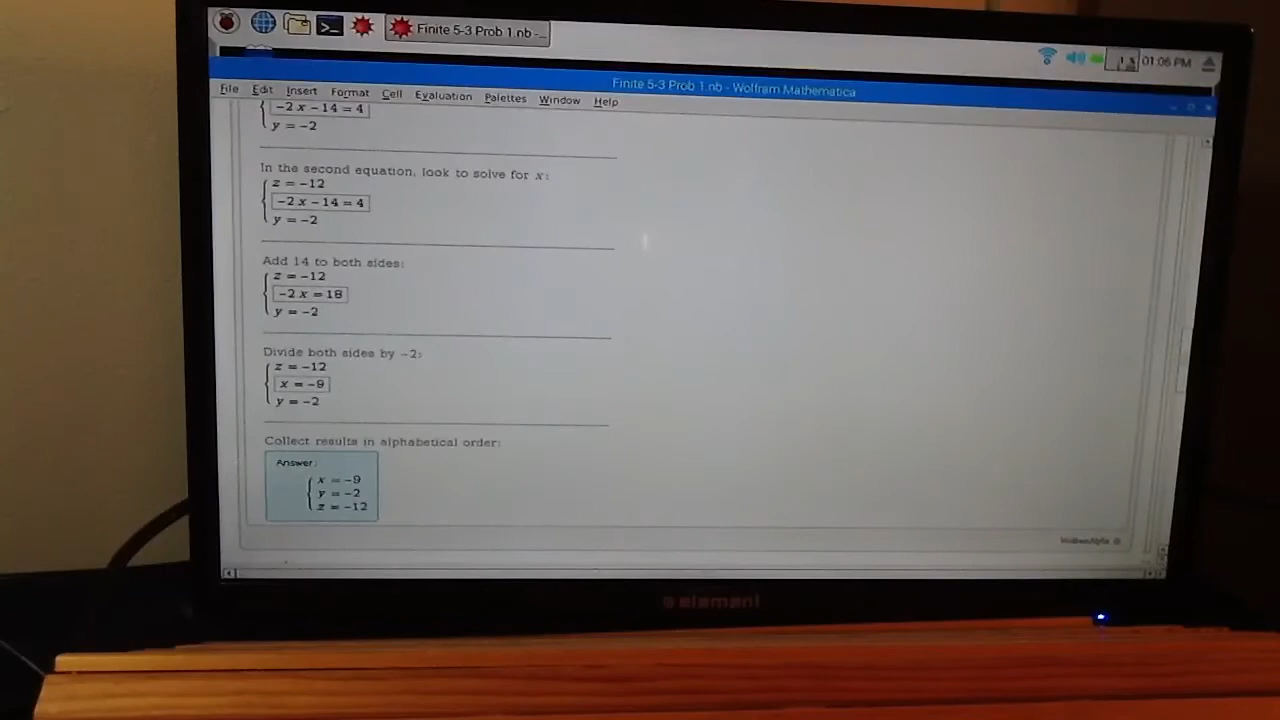 Finite 5-3 Prob 1.nb -...
01:06 PM
Finite 5-3 Prob 1.nb - Wolfram Mathematica
File Edit Insert Format Cell Evaluation Palettes Window Help
-2 x - 14 = 4
y = -2
In the second equation, look to solve for x:
z = -12
-2 x - 14 = 4
y = -2
Add 14 to both sides:
z = -12
-2 x = 18
y = -2
Divide both sides by -2:
z = -12
x = -9
y = -2
Collect results in alphabetical order:
Answer:
x = -9
y = -2
z = -12
WolframAlpha
element